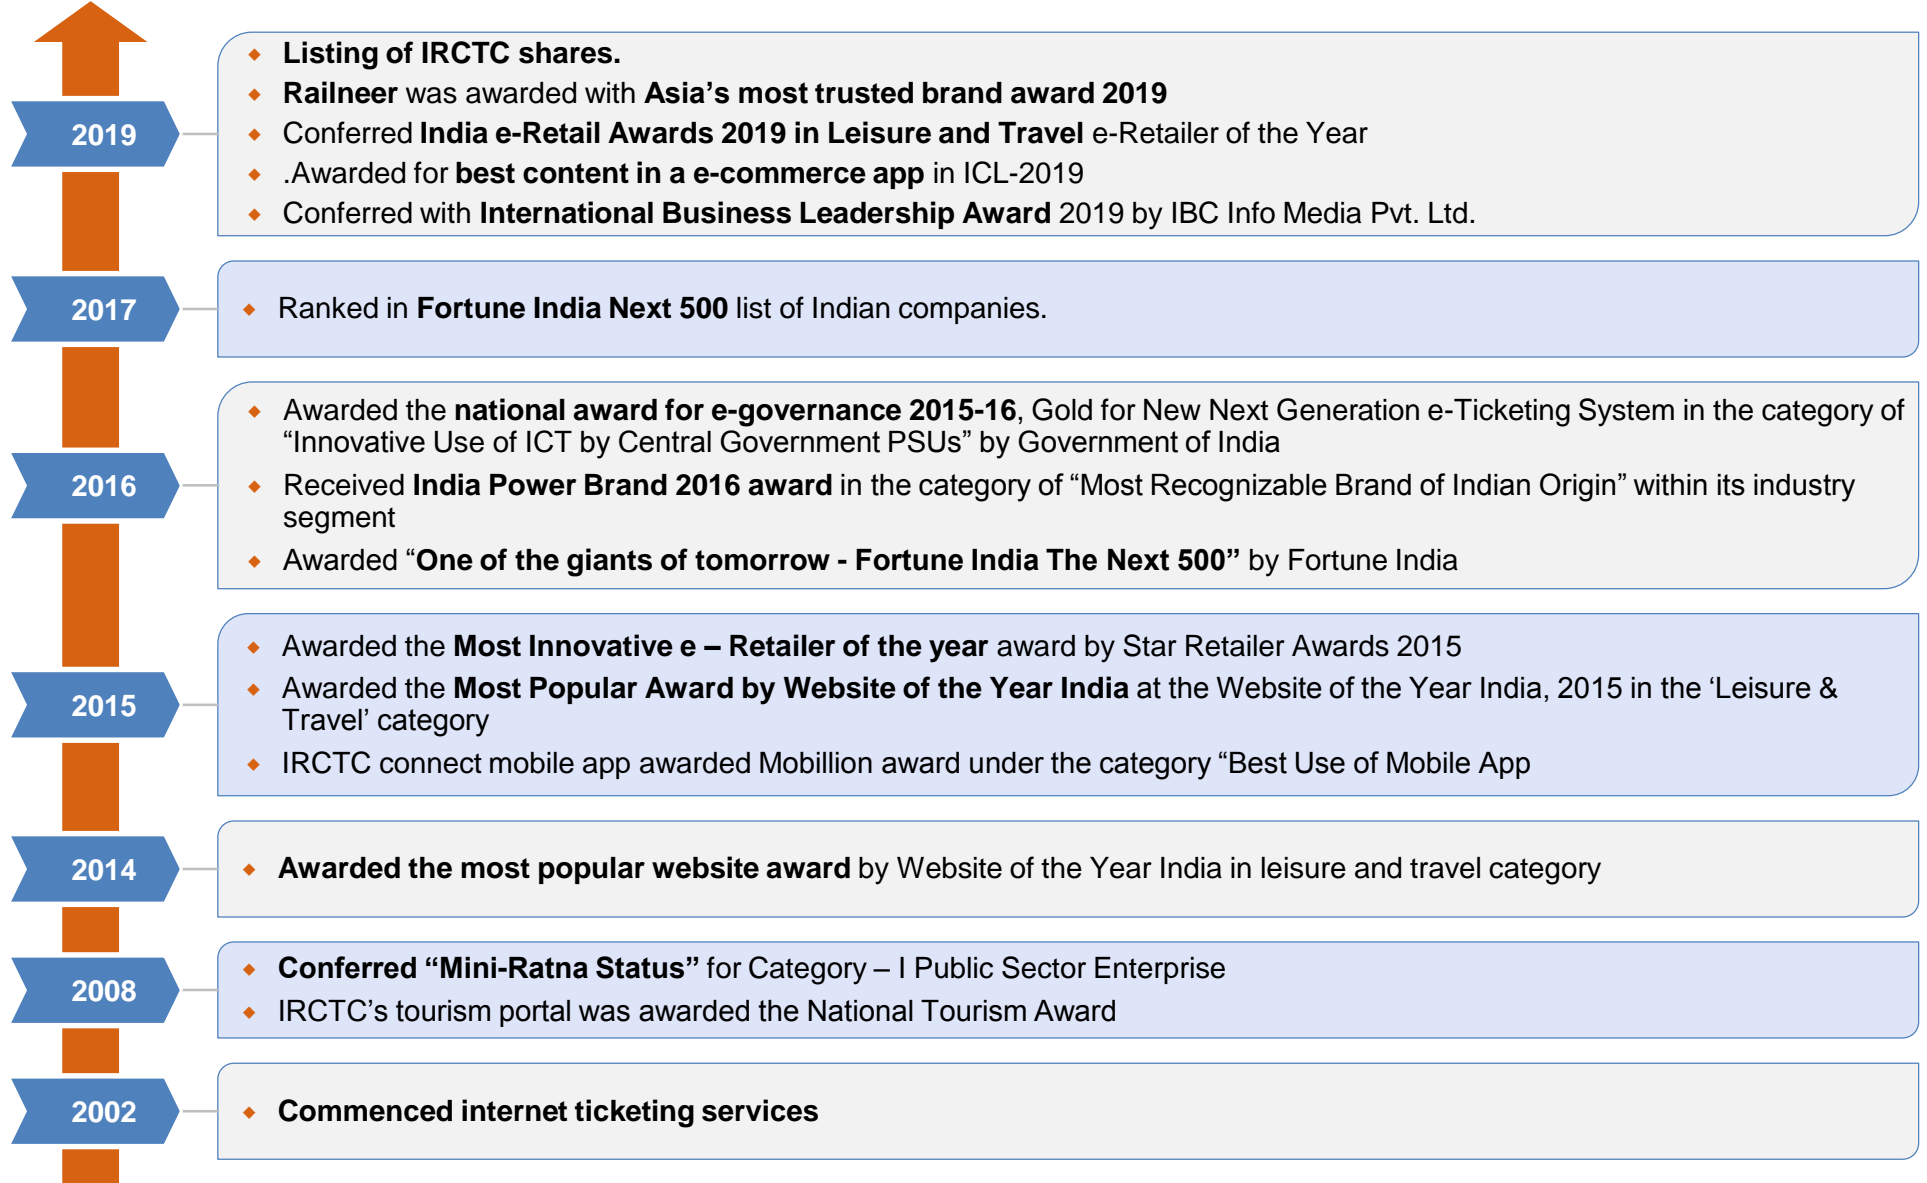 2019
Listing of IRCTC shares.
Railneer was awarded with Asia’s most trusted brand award 2019
Conferred India e-Retail Awards 2019 in Leisure and Travel e-Retailer of the Year
.Awarded for best content in a e-commerce app in ICL-2019
Conferred with International Business Leadership Award 2019 by IBC Info Media Pvt. Ltd.
2017
Ranked in Fortune India Next 500 list of Indian companies.
2016
Awarded the national award for e-governance 2015-16, Gold for New Next Generation e-Ticketing System in the category of
“Innovative Use of ICT by Central Government PSUs” by Government of India
Received India Power Brand 2016 award in the category of “Most Recognizable Brand of Indian Origin” within its industry
segment
Awarded “One of the giants of tomorrow - Fortune India The Next 500” by Fortune India
2015
Awarded the Most Innovative e – Retailer of the year award by Star Retailer Awards 2015
Awarded the Most Popular Award by Website of the Year India at the Website of the Year India, 2015 in the ‘Leisure &
Travel’ category
IRCTC connect mobile app awarded Mobillion award under the category “Best Use of Mobile App
2014
Awarded the most popular website award by Website of the Year India in leisure and travel category
2008
Conferred “Mini-Ratna Status” for Category – I Public Sector Enterprise
IRCTC’s tourism portal was awarded the National Tourism Award
2002
Commenced internet ticketing services